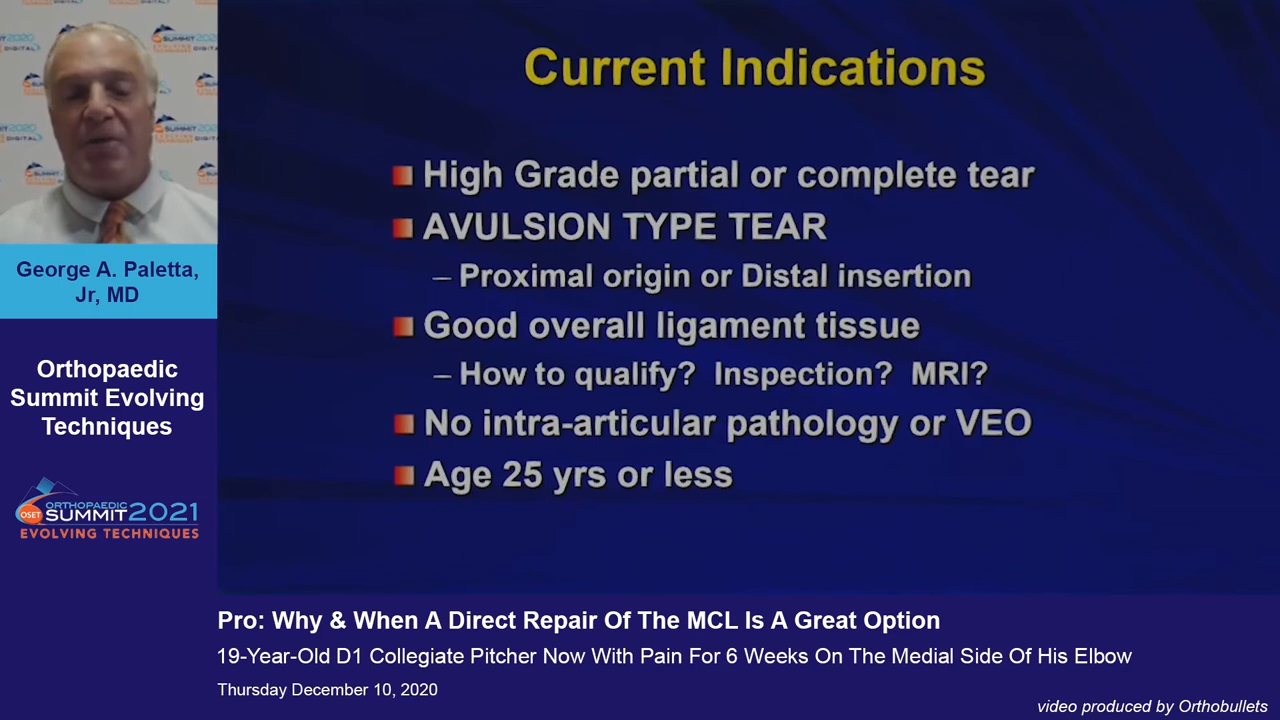 Current Indications
High Grade partial or complete tear
AVULSION TYPE TEAR
– Proximal origin or Distal insertion
Good overall ligament tissue
– How to qualify? Inspection? MRI?
No intra-articular pathology or VEO
Age 25 yrs or less
George A. Paletta,
Jr, MD
Orthopaedic
Summit Evolving
Techniques
ORTHOPAEDIC
OSET SUMMIT 2021
EVOLVING TECHNIQUES
Pro: Why & When A Direct Repair Of The MCL Is A Great Option
19-Year-Old D1 Collegiate Pitcher Now With Pain For 6 Weeks On The Medial Side Of His Elbow
Thursday December 10, 2020
video produced by Orthobullets